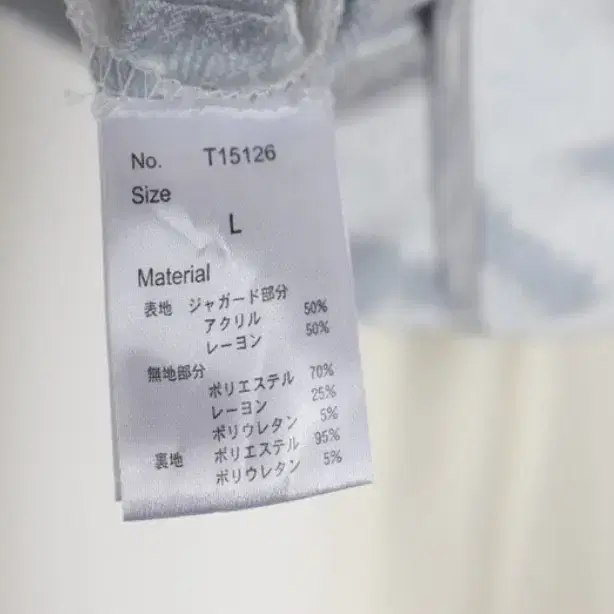 No. T15126
Size
L
Material
表地 ジャガード部分
アクリル 50%
レーヨン 50%
無地部分
ポリエステル 70%
レーヨン 25%
ポリウレタン 5%
裏地 ポリエステル 95%
ポリウレタン 5%